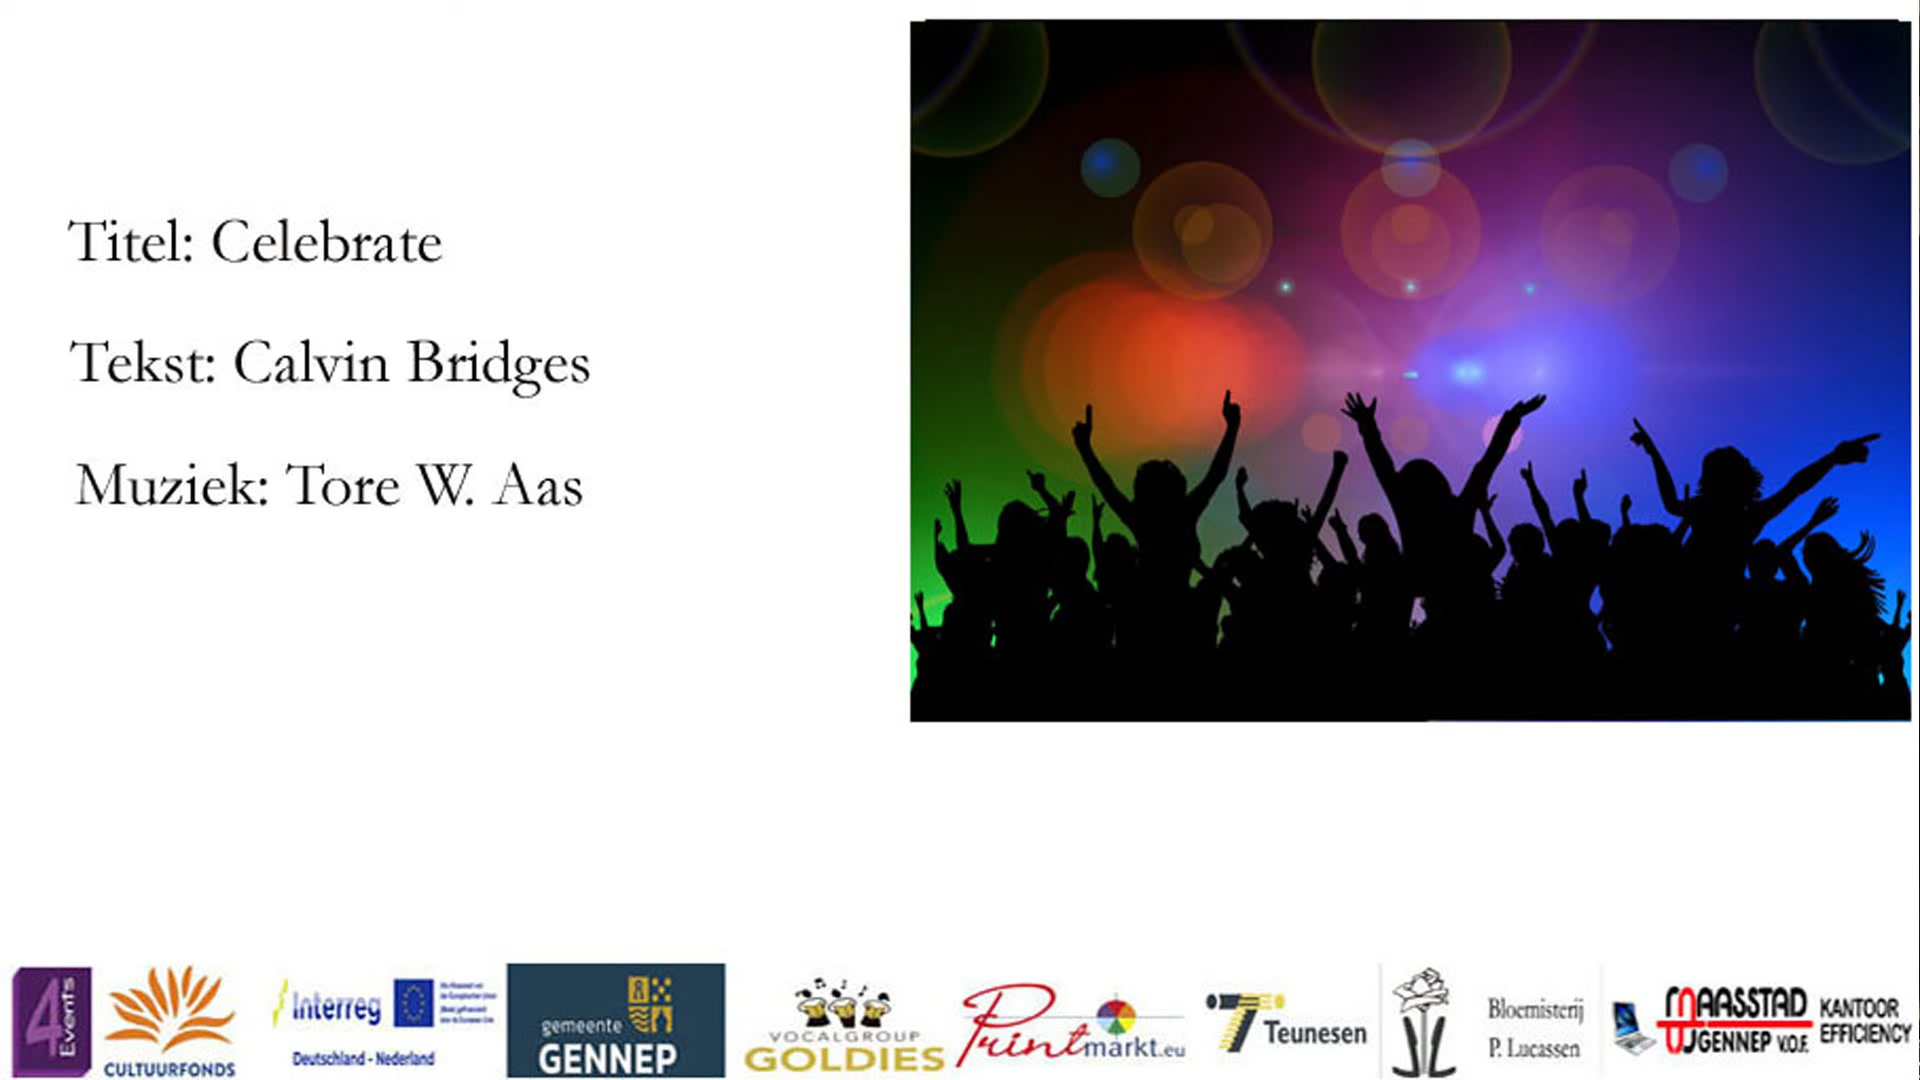 Titel: Celebrate
Tekst: Calvin Bridges
Muziek: Tore W. Aas
4 Events
CULTUURFONDS
Interreg
Deutschland - Nederland
gemeente
GENNEP
VOCALGROUP
GOLDIES
Printmarkt.eu
Teunesen
Bloemisterij
P. Lucassen
MAASSTAD
GENNEP V.O.F.
KANTOOR
EFFICIENCY